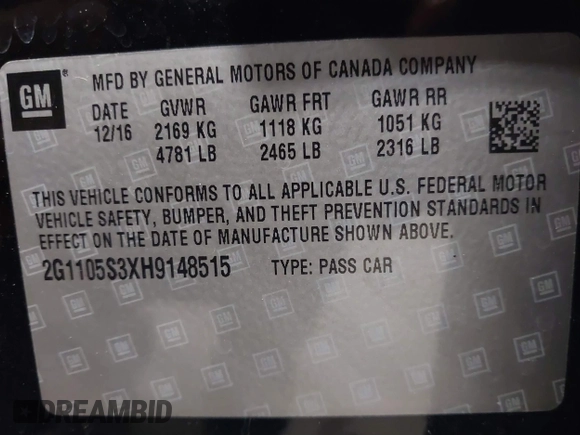 GM ® MFD BY GENERAL MOTORS OF CANADA COMPANY
DATE GVWR GAWR FRT GAWR RR
12/16 2169 KG 1118 KG 1051 KG
4781 LB 2465 LB 2316 LB
THIS VEHICLE CONFORMS TO ALL APPLICABLE U.S. FEDERAL MOTOR
VEHICLE SAFETY, BUMPER, AND THEFT PREVENTION STANDARDS IN
EFFECT ON THE DATE OF MANUFACTURE SHOWN ABOVE.
2G1105S3XH9148515 TYPE: PASS CAR
DREAMBID